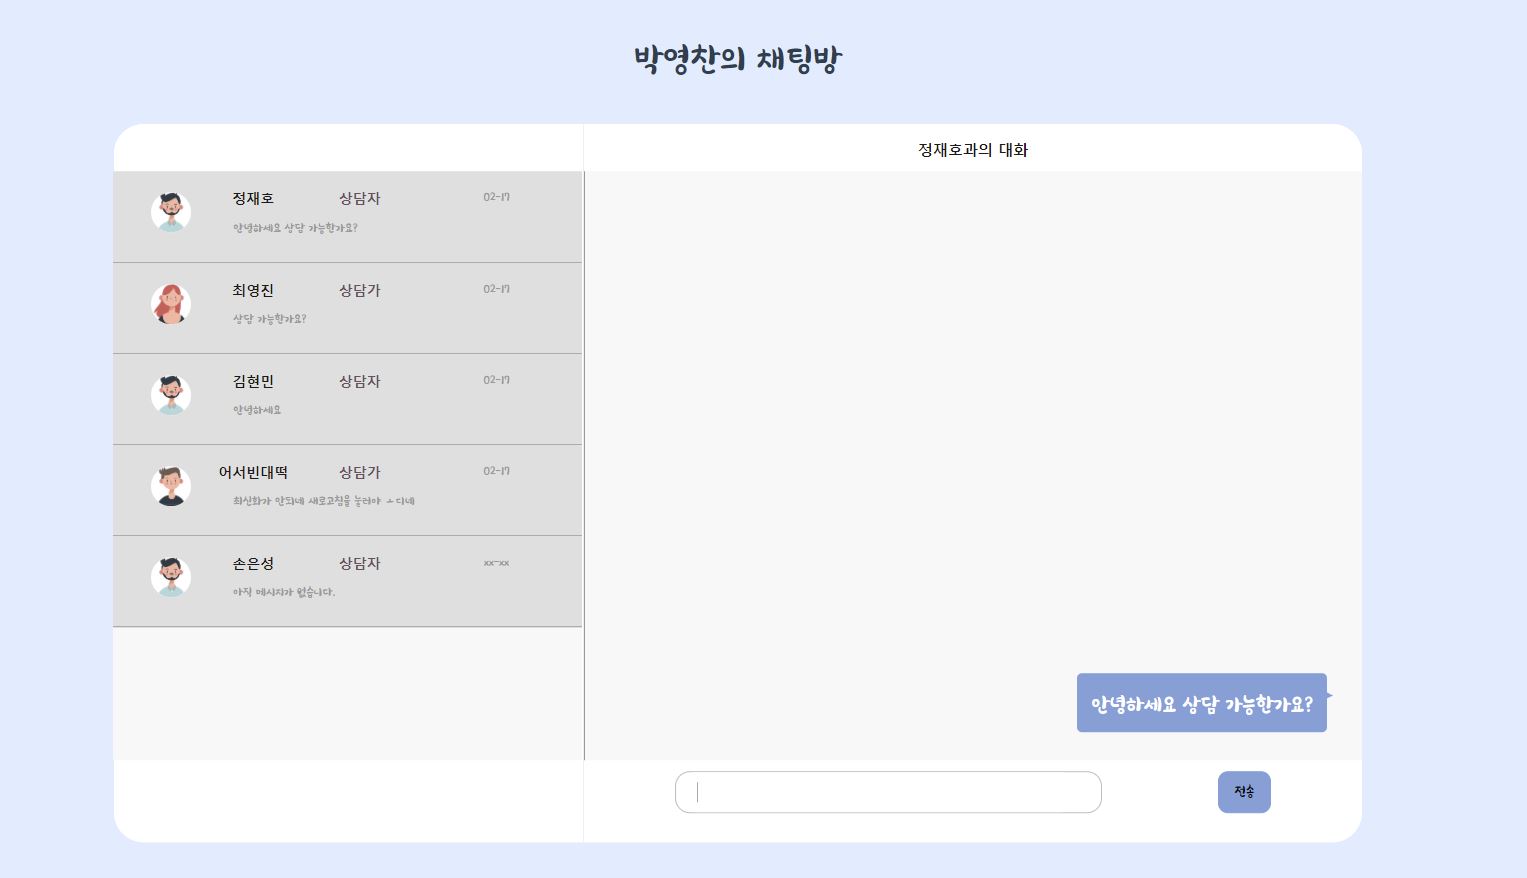 박영찬의 채팅방
정재호과의 대화
정재호 상담자 02-17
안녕하세요 상담 가능한가요?
최영진 상담가 02-17
상담 가능한가요?
김현민 상담자 02-17
안녕하세요
어서빈대떡 상담가 02-17
최신화가 안되네 새로고침을 눌러야 ㅗ디네
손은성 상담자 xx-xx
아직 메시지가 없습니다.
안녕하세요 상담 가능한가요?
전송